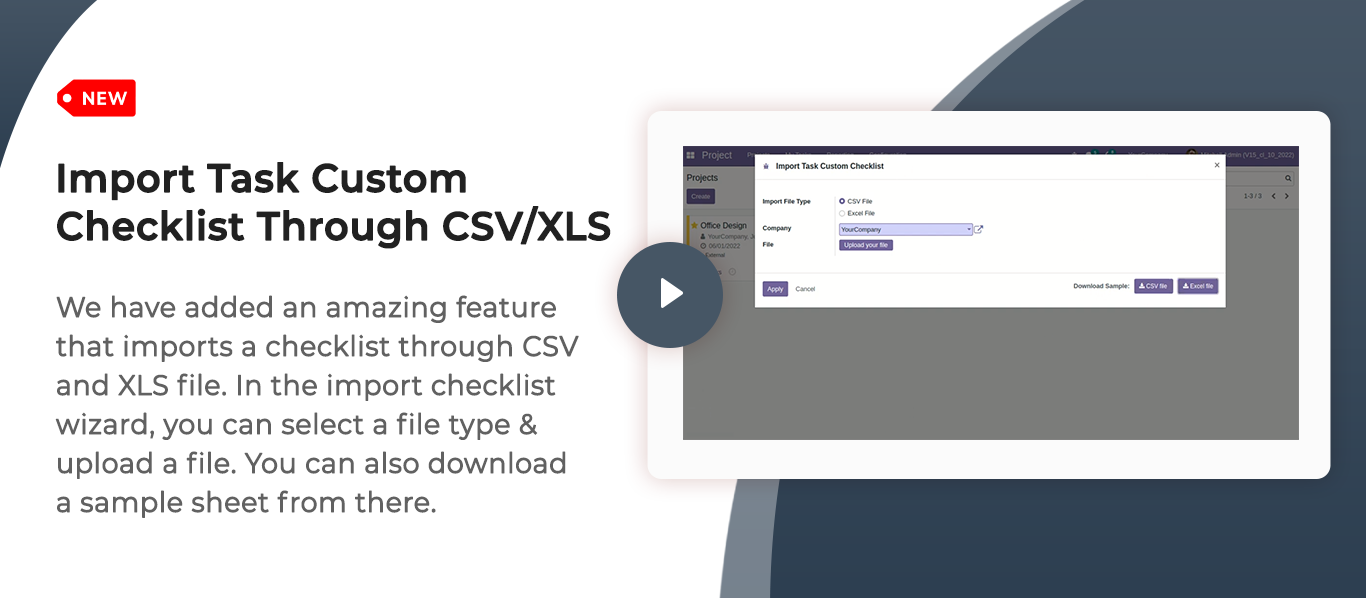 NEW
Import Task Custom
Checklist Through CSV/XLS
We have added an amazing feature
that imports a checklist through CSV
and XLS file. In the import checklist
wizard, you can select a file type &
upload a file. You can also download
a sample sheet from there.
Project
Admin (V15_cl_10_2022)
Import Task Custom Checklist
×
Projects
Create
1-3 / 3
Import File Type
CSV File
Excel File
Company
YourCompany
File
Upload your file
Office Design
YourCompany, J
06/01/2022
External
Apply
Cancel
Download Sample:
CSV file
Excel file